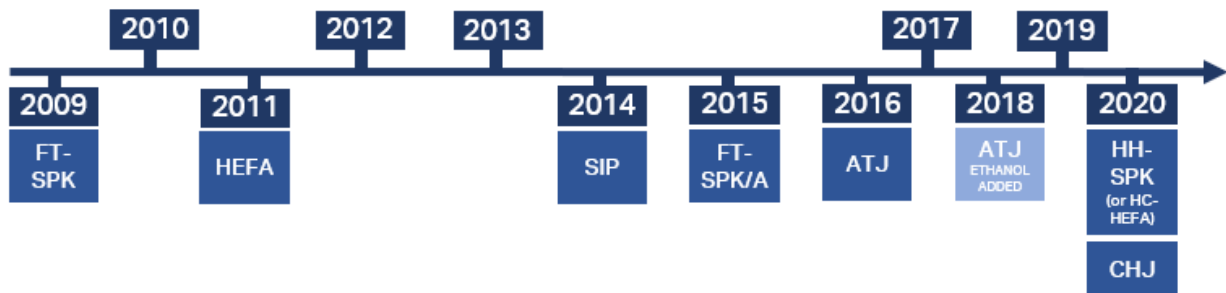 2010
2012
2013
2017
2019
2009
2011
2014
2015
2016
2018
2020
FT-
SPK
HEFA
SIP
FT-
SPK/A
ATJ
ATJ
ETHANOL
ADDED
HH-
SPK
(or HC-
HEFA)
CHJ